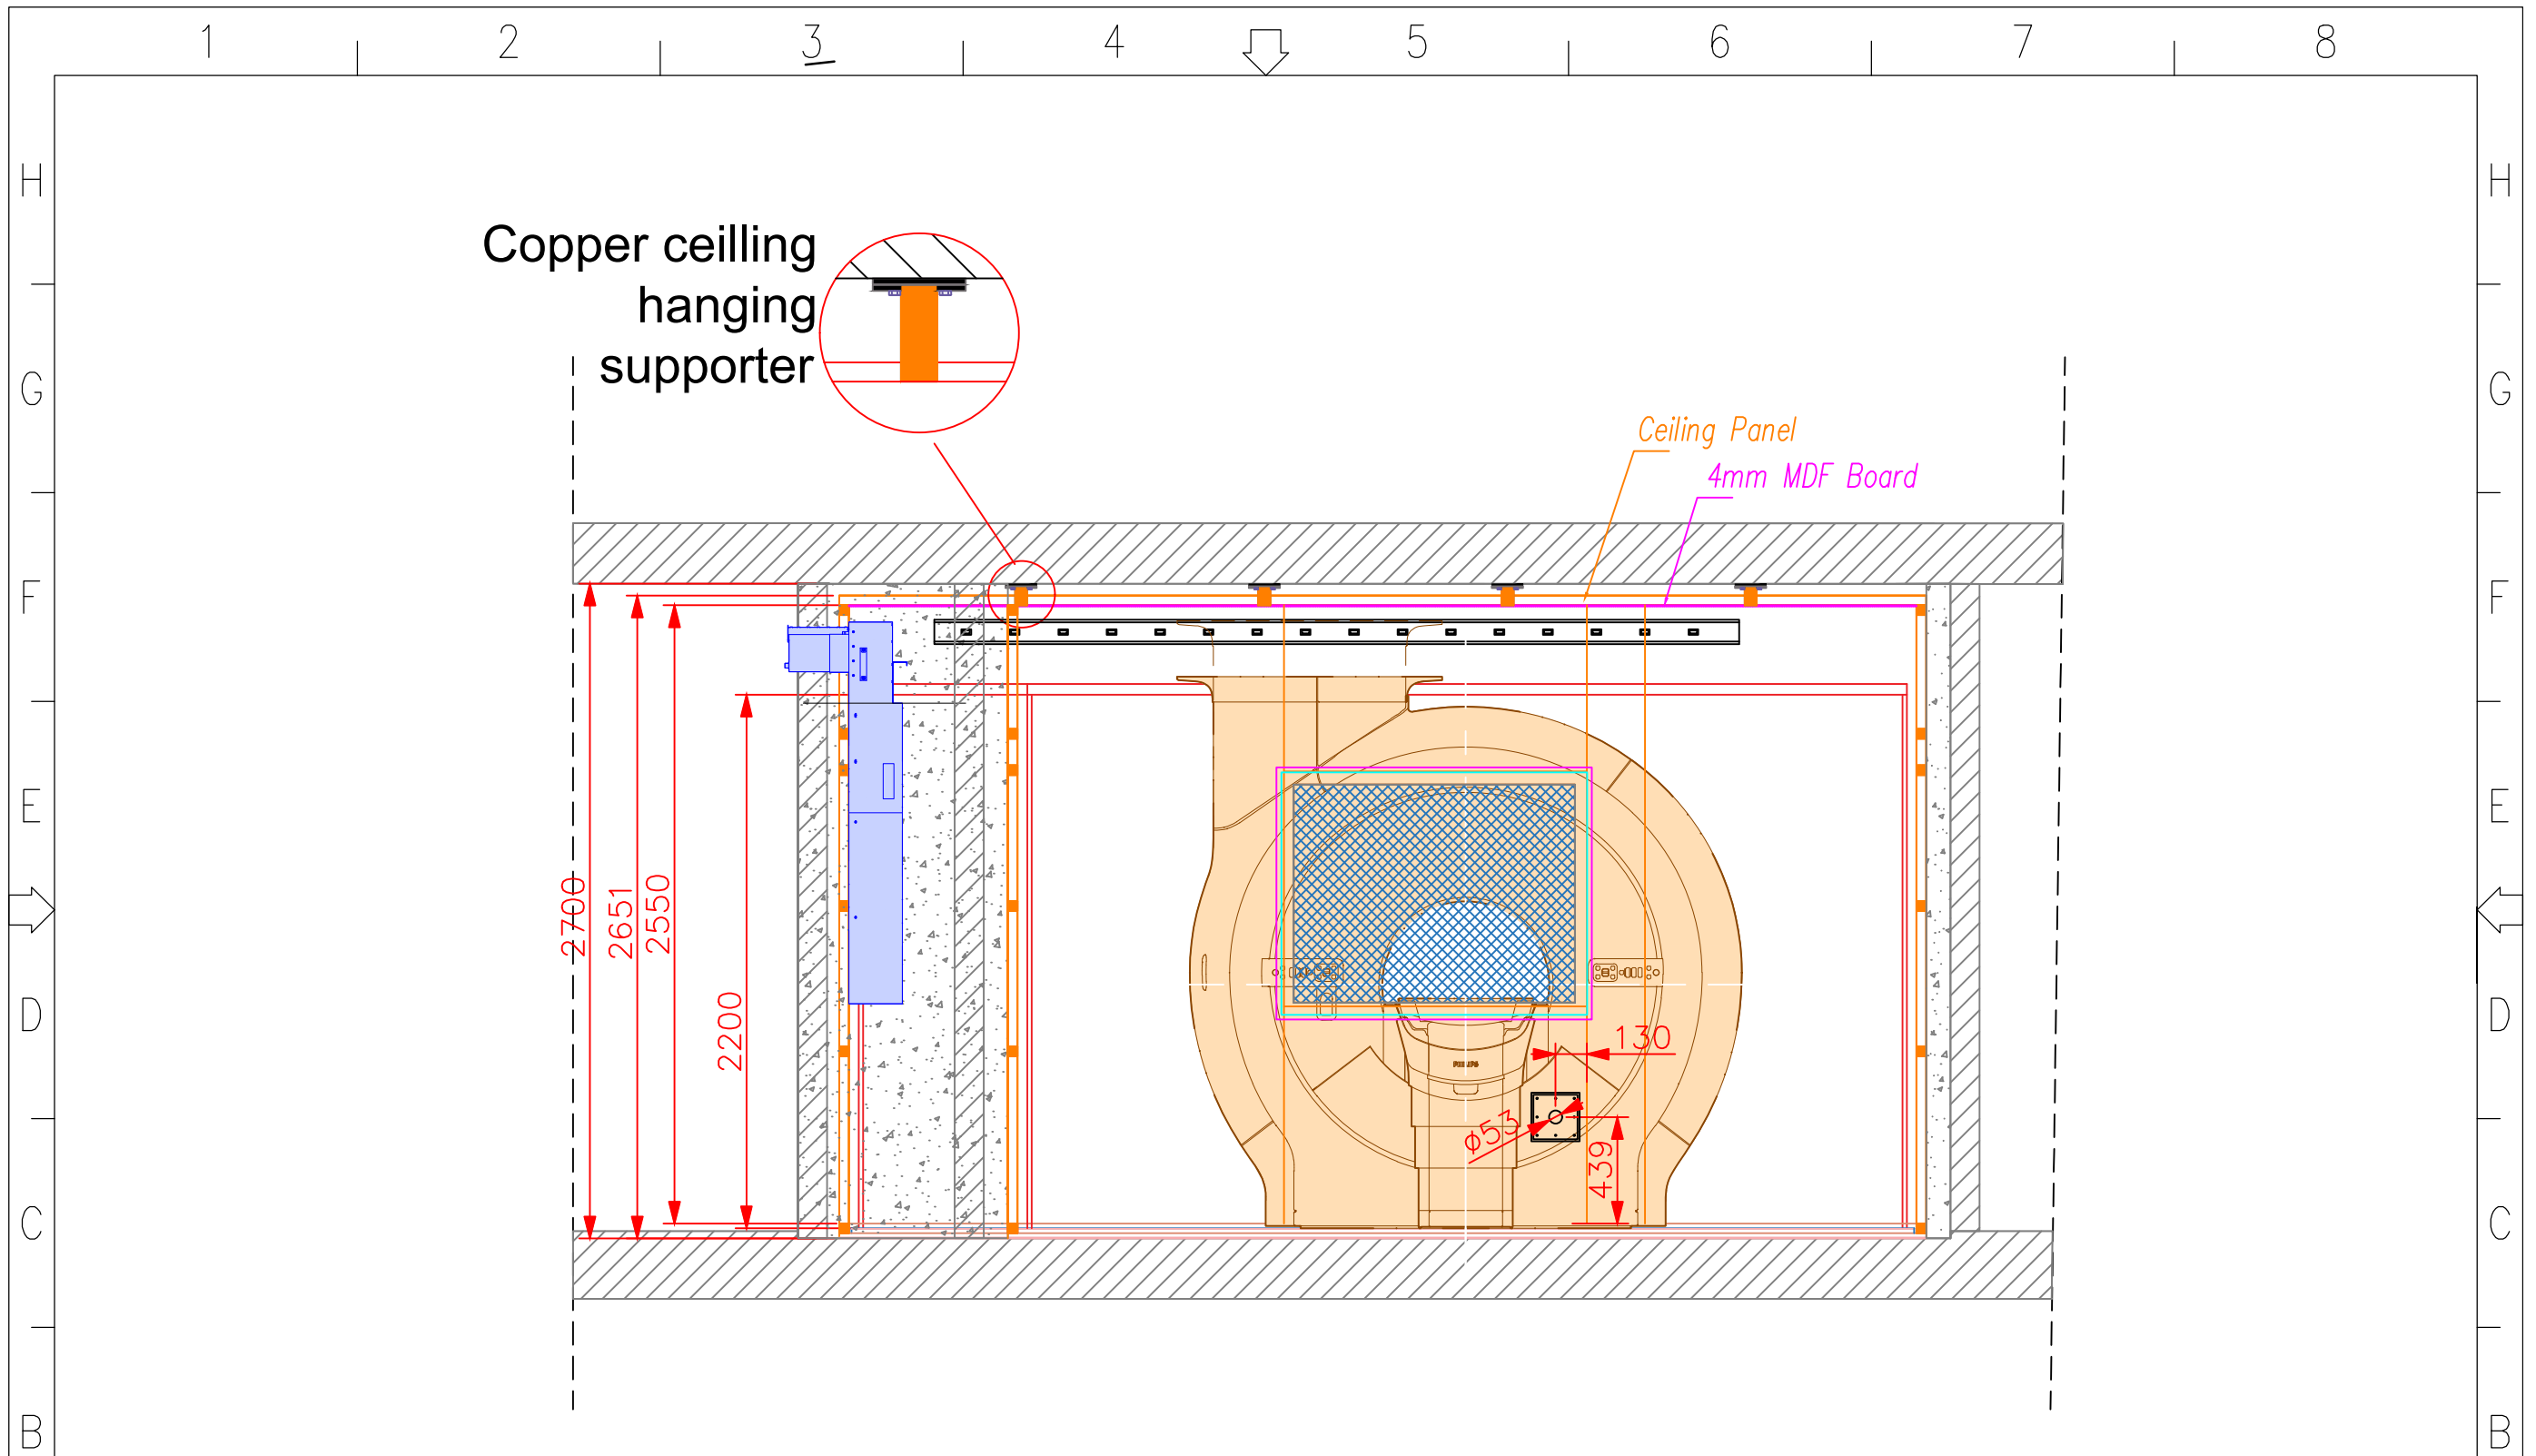 1 2 3 4 5 6 7 8
H H
Copper ceilling
hanging
supporter
G G
Ceiling Panel
4mm MDF Board
F F
E E
2700
2651
2550
2200
D D
130
PHILIPS
φ53
439
C C
B B